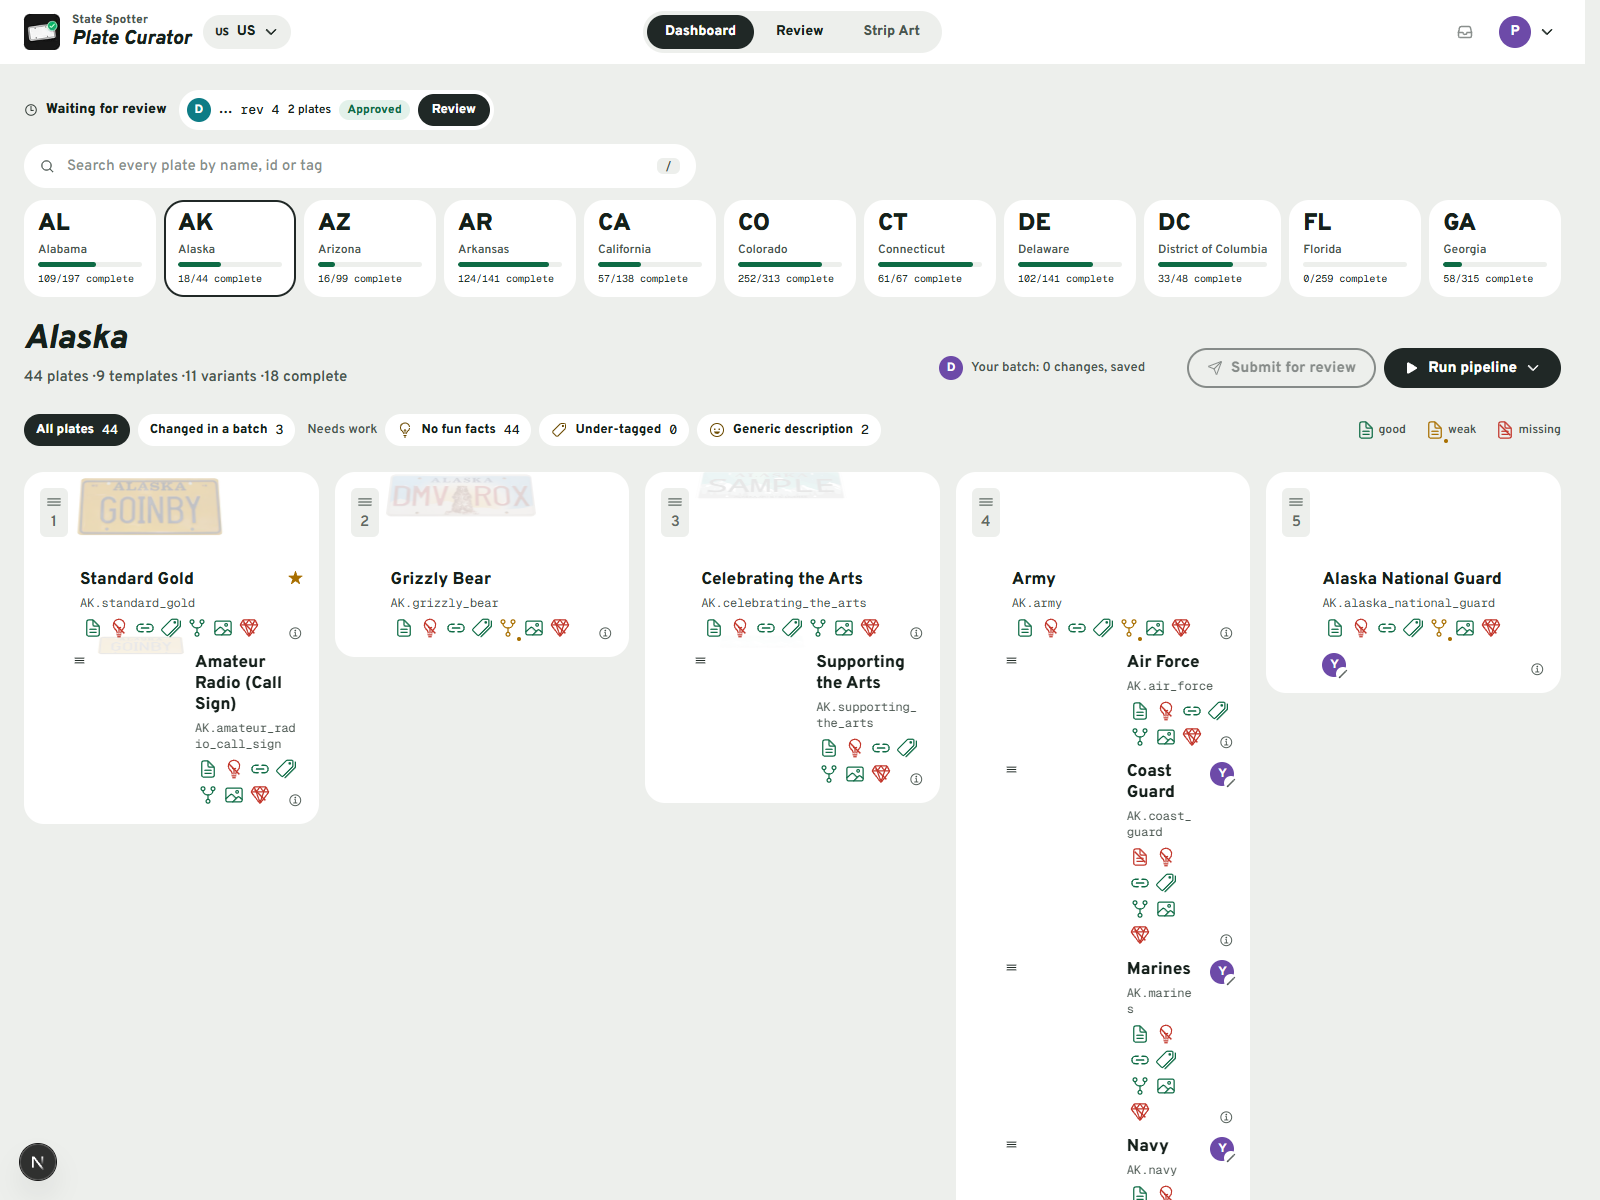 State Spotter
Plate Curator
US US
Dashboard
Review
Strip Art
P
Waiting for review
D ... rev 4 2 plates Approved Review
Search every plate by name, id or tag /
AL
Alabama
109/197 complete
AK
Alaska
18/44 complete
AZ
Arizona
16/99 complete
AR
Arkansas
124/141 complete
CA
California
57/138 complete
CO
Colorado
252/313 complete
CT
Connecticut
61/67 complete
DE
Delaware
102/141 complete
DC
District of Columbia
33/48 complete
FL
Florida
0/259 complete
GA
Georgia
58/315 complete
Alaska
44 plates ·9 templates ·11 variants ·18 complete
D Your batch: 0 changes, saved
Submit for review
Run pipeline
All plates 44
Changed in a batch 3
Needs work
No fun facts 44
Under-tagged 0
Generic description 2
good
weak
missing
1
ALASKA
GOINBY
Standard Gold
AK.standard_gold
GOINBY
Amateur
Radio (Call
Sign)
AK.amateur_rad
io_call_sign
2
ALASKA
DMV ROX
Grizzly Bear
AK.grizzly_bear
3
SAMPLE
Celebrating the Arts
AK.celebrating_the_arts
Supporting
the Arts
AK.supporting_
the_arts
4
Army
AK.army
Air Force
AK.air_force
Coast
Guard
Y
AK.coast_
guard
Marines
Y
AK.marine
s
Navy
Y
AK.navy
5
Alaska National Guard
AK.alaska_national_guard
Y
N